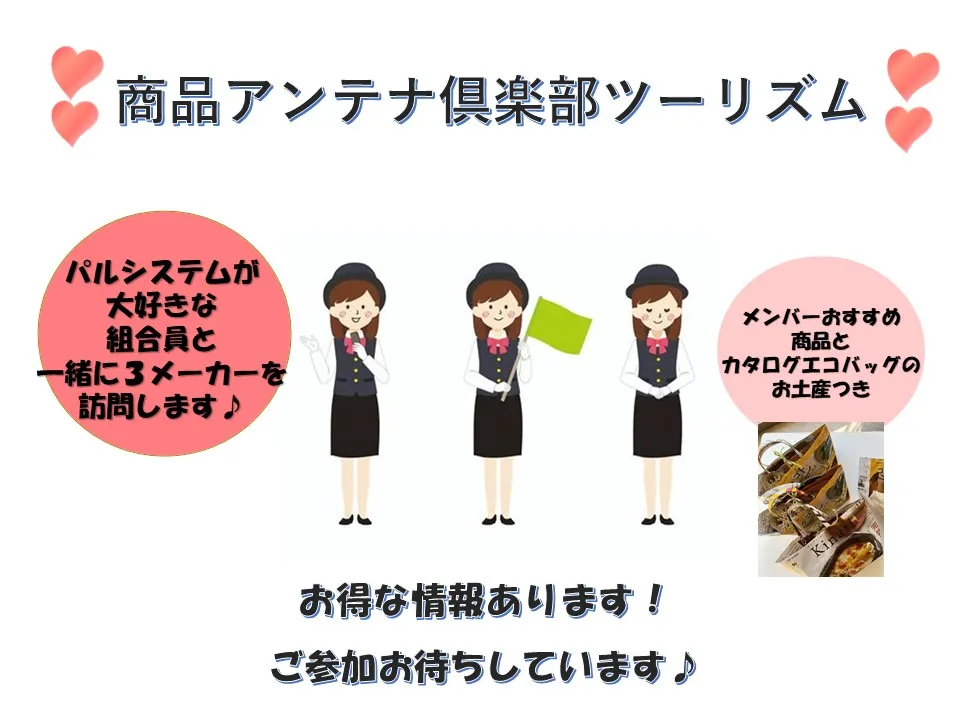 商品アンテナ倶楽部ツーリズム
パルシステムが
大好きな
組合員と
一緒に３メーカーを
訪問します♪
メンバーおすすめ
商品と
カタログエコバッグの
お土産つき
Kinari
お得な情報あります！
ご参加お待ちしています♪